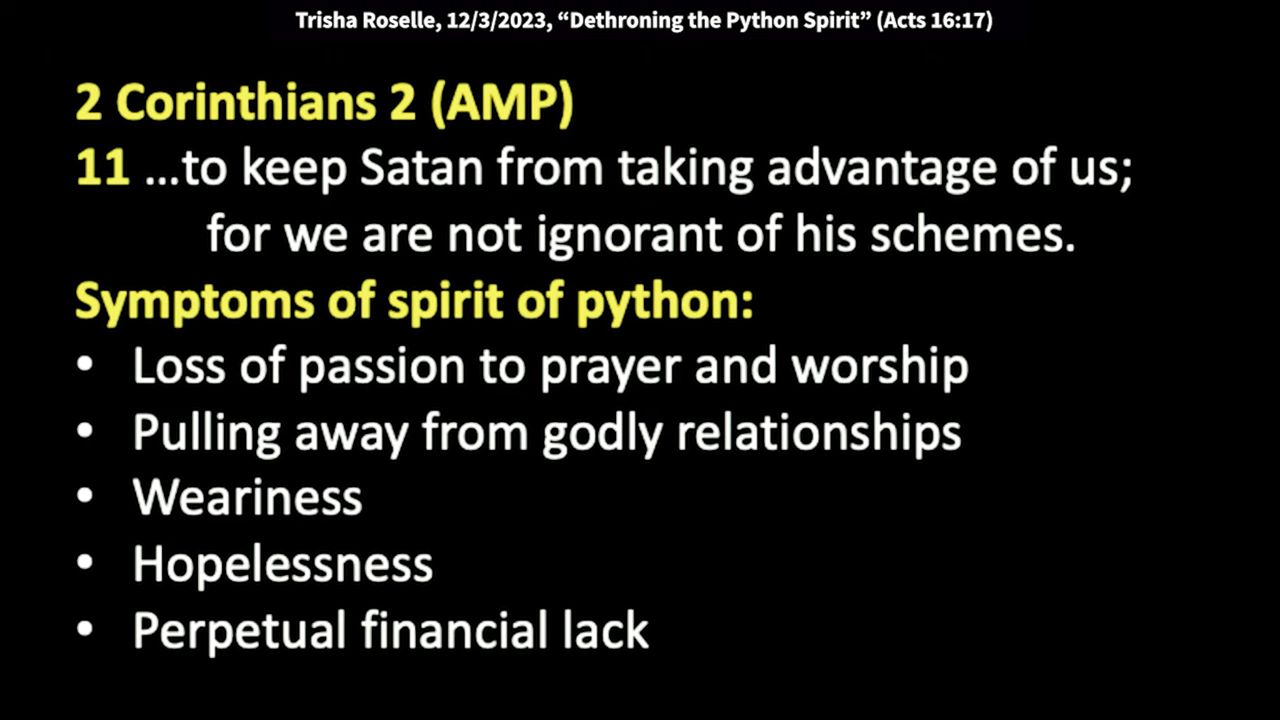 Trisha Roselle, 12/3/2023, “Dethroning the Python Spirit” (Acts 16:17)
2 Corinthians 2 (AMP)
11 ...to keep Satan from taking advantage of us;
for we are not ignorant of his schemes.
Symptoms of spirit of python:
• Loss of passion to prayer and worship
• Pulling away from godly relationships
• Weariness
• Hopelessness
• Perpetual financial lack